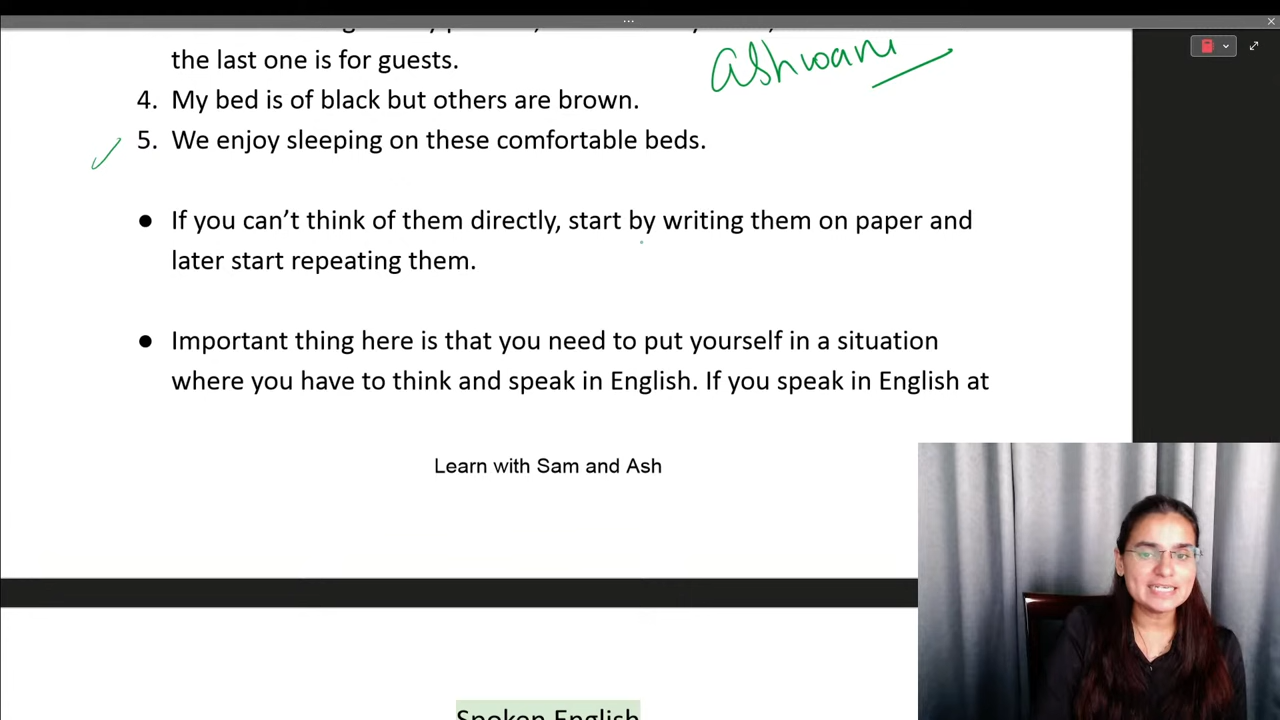 the last one is for guests.
ashwani
4. My bed is of black but others are brown.
5. We enjoy sleeping on these comfortable beds.
● If you can’t think of them directly, start by writing them on paper and
later start repeating them.
● Important thing here is that you need to put yourself in a situation
where you have to think and speak in English. If you speak in English at
Learn with Sam and Ash
Spoken English